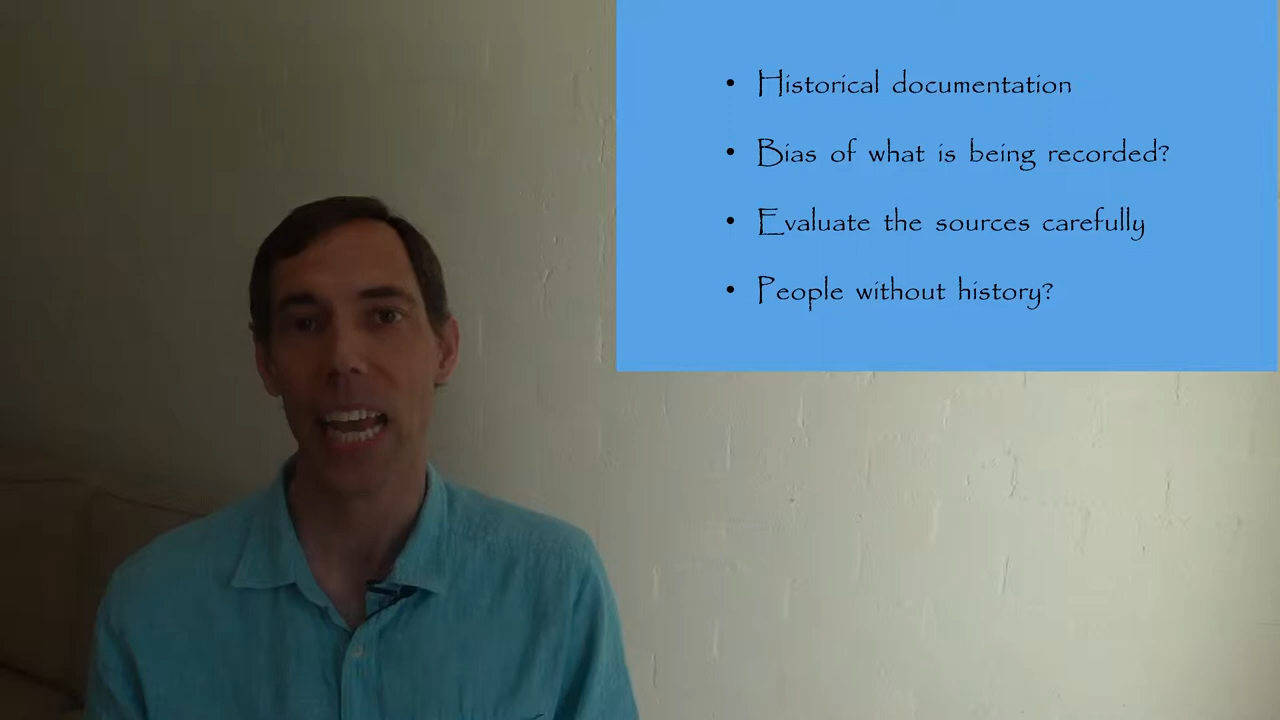 • Historical documentation
• Bias of what is being recorded?
• Evaluate the sources carefully
• People without history?